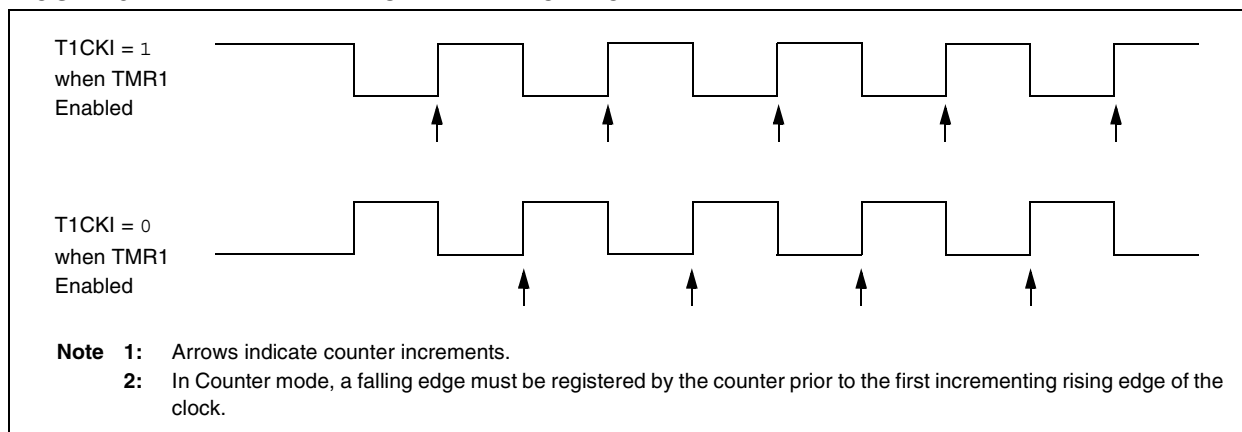 T1CKI = 1
when TMR1
Enabled
T1CKI = 0
when TMR1
Enabled
Note 1: Arrows indicate counter increments.
2: In Counter mode, a falling edge must be registered by the counter prior to the first incrementing rising edge of the
clock.